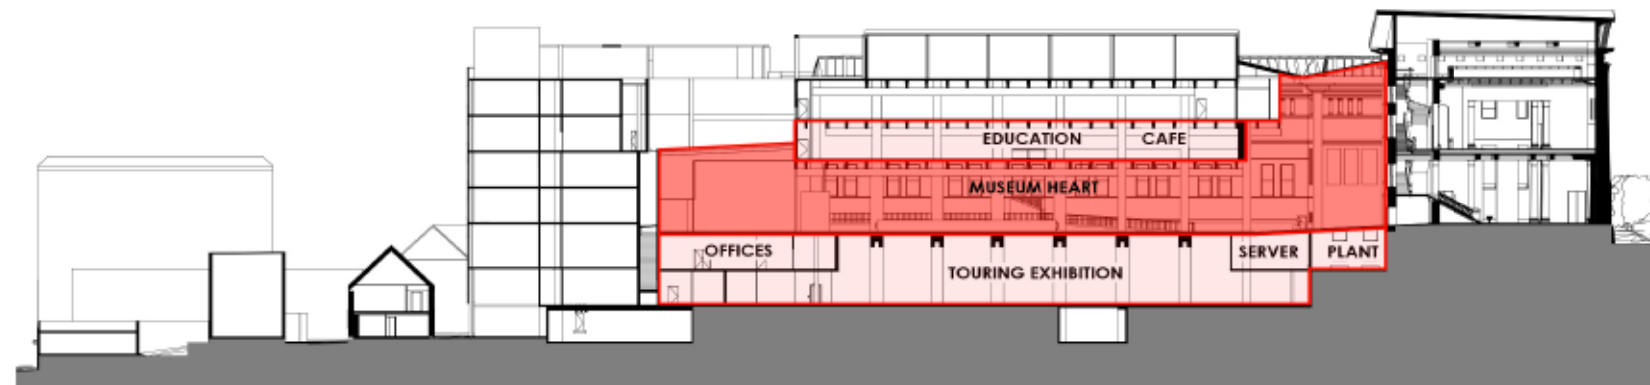 EDUCATION CAFE
MUSEUM HEART
OFFICES SERVER PLANT
TOURING EXHIBITION